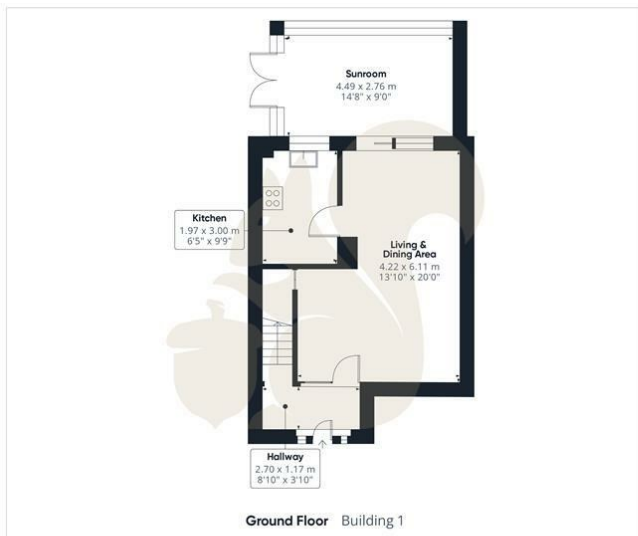 Sunroom
4.49 x 2.76 m
14'8" x 9'0"
Kitchen
1.97 x 3.00 m
6'5" x 9'9"
Living &
Dining Area
4.22 x 6.11 m
13'10" x 20'0"
Hallway
2.70 x 1.17 m
8'10" x 3'10"
Ground Floor Building 1